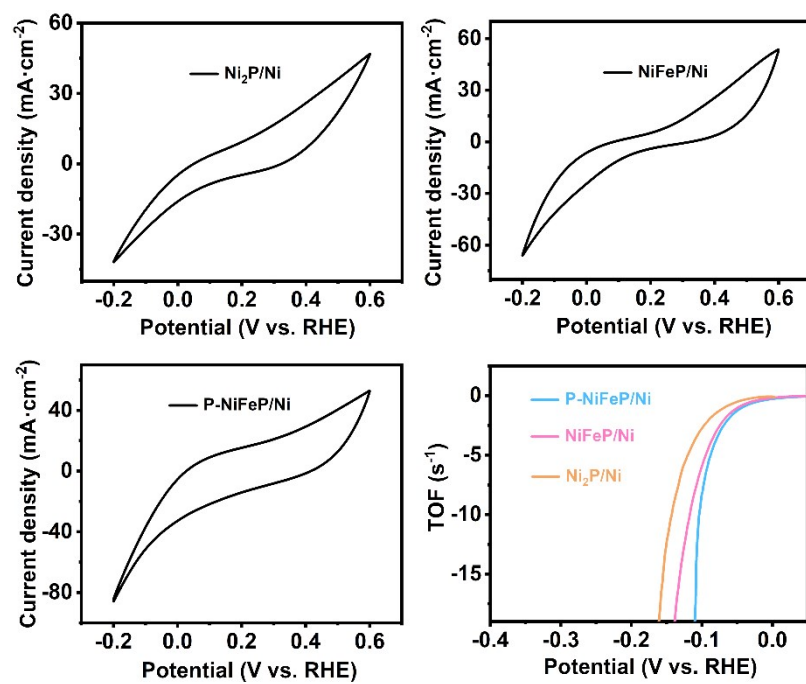 Current density (mA·cm⁻²)
60
30
0
-30
Ni₂P/Ni
-0.2 0.0 0.2 0.4 0.6
Potential (V vs. RHE)
Current density (mA·cm⁻²)
60
30
0
-30
-60
NiFeP/Ni
-0.2 0.0 0.2 0.4 0.6
Potential (V vs. RHE)
Current density (mA·cm⁻²)
40
0
-40
-80
P-NiFeP/Ni
-0.2 0.0 0.2 0.4 0.6
Potential (V vs. RHE)
TOF (s⁻¹)
0
-5
-10
-15
P-NiFeP/Ni
NiFeP/Ni
Ni₂P/Ni
-0.4 -0.3 -0.2 -0.1 0.0
Potential (V vs. RHE)